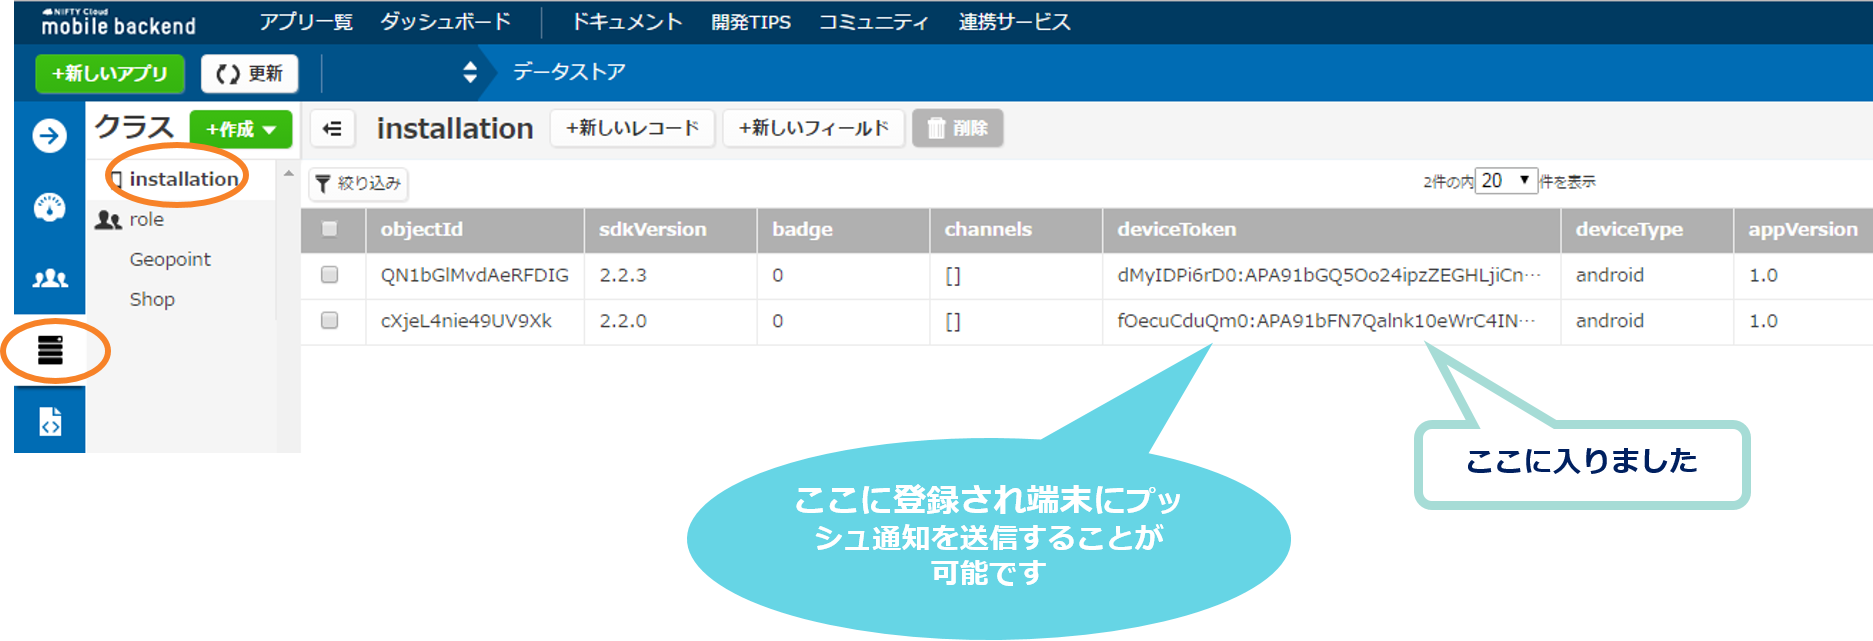 NIFTY Cloud
mobile backend
アプリ一覧 ダッシュボード ドキュメント 開発TIPS コミュニティ 連携サービス
+新しいアプリ 更新 データストア
クラス +作成 installation +新しいレコード +新しいフィールド 削除
installation
role
Geopoint
Shop
絞り込み 2件の内 20 件を表示
objectId sdkVersion badge channels deviceToken deviceType appVersion
QN1bGlMvdAeRFDIG 2.2.3 0 [] dMyIDPi6rD0:APA91bGQ5Oo24ipzZEGHLjiCn… android 1.0
cXjeL4nie49UV9Xk 2.2.0 0 [] fOecuCduQm0:APA91bFN7Qalnk10eWrC4IN… android 1.0
ここに入りました
ここに登録され端末にプッ
シュ通知を送信することが
可能です